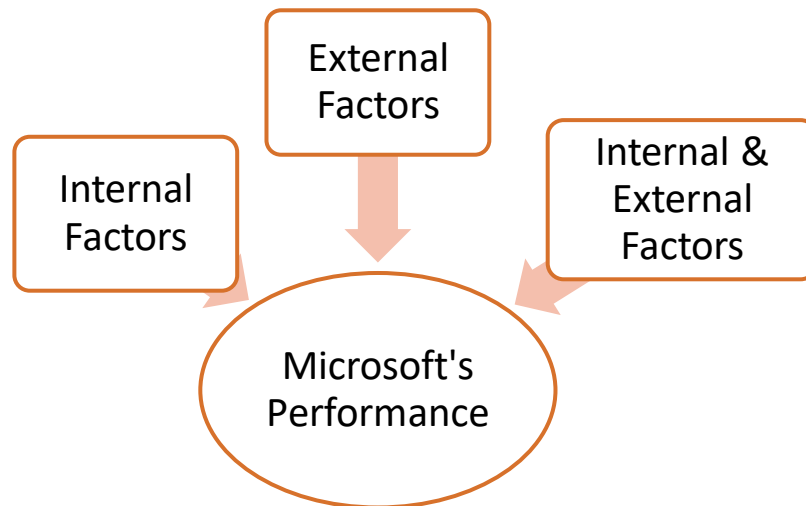 External
Factors
Internal
Factors
Internal &
External
Factors
Microsoft's
Performance